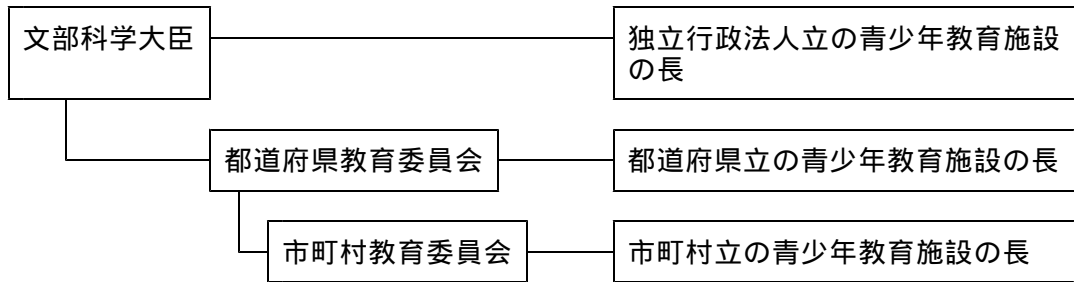 文部科学大臣
独立行政法人立の青少年教育施設
の長
都道府県教育委員会
都道府県立の青少年教育施設の長
市町村教育委員会
市町村立の青少年教育施設の長